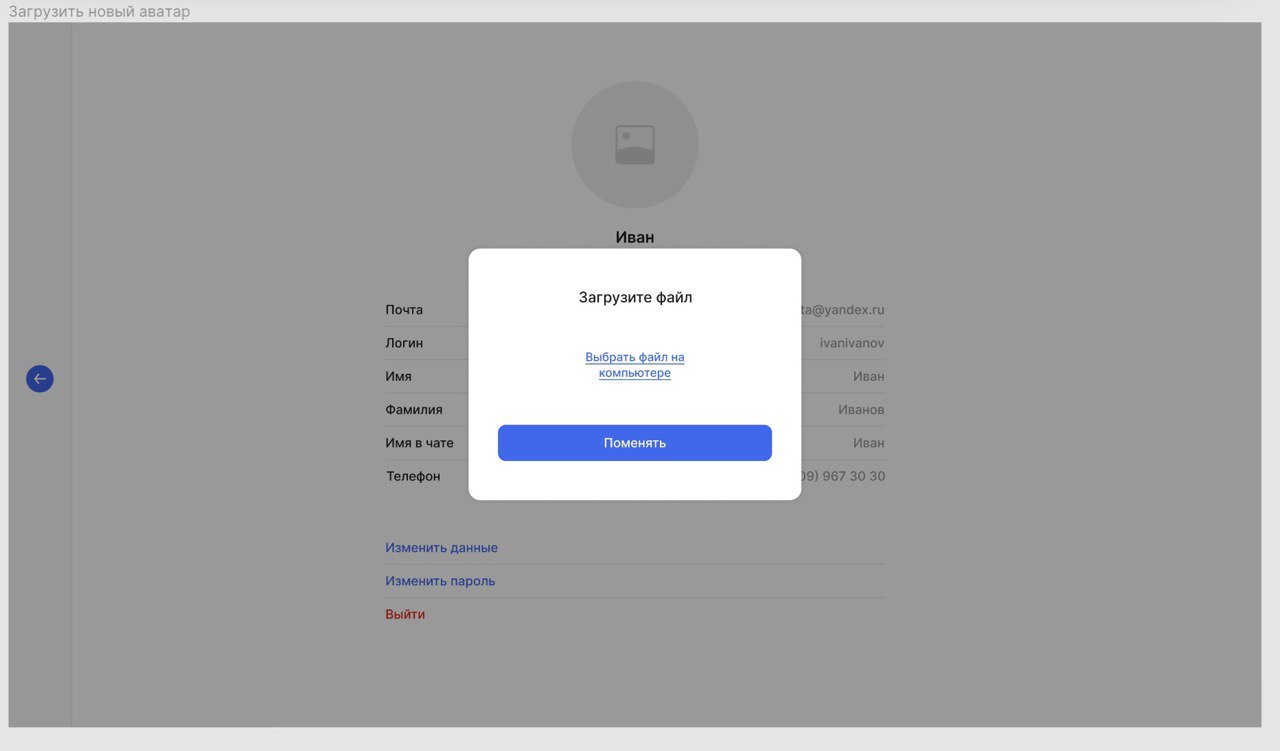 Загрузить новый аватар
Иван
Загрузите файл
Почта ta@yandex.ru
Логин ivanivanov
Выбрать файл на
компьютере
Имя Иван
Фамилия Иванов
Имя в чате Поменять Иван
Телефон 09) 967 30 30
Изменить данные
Изменить пароль
Выйти